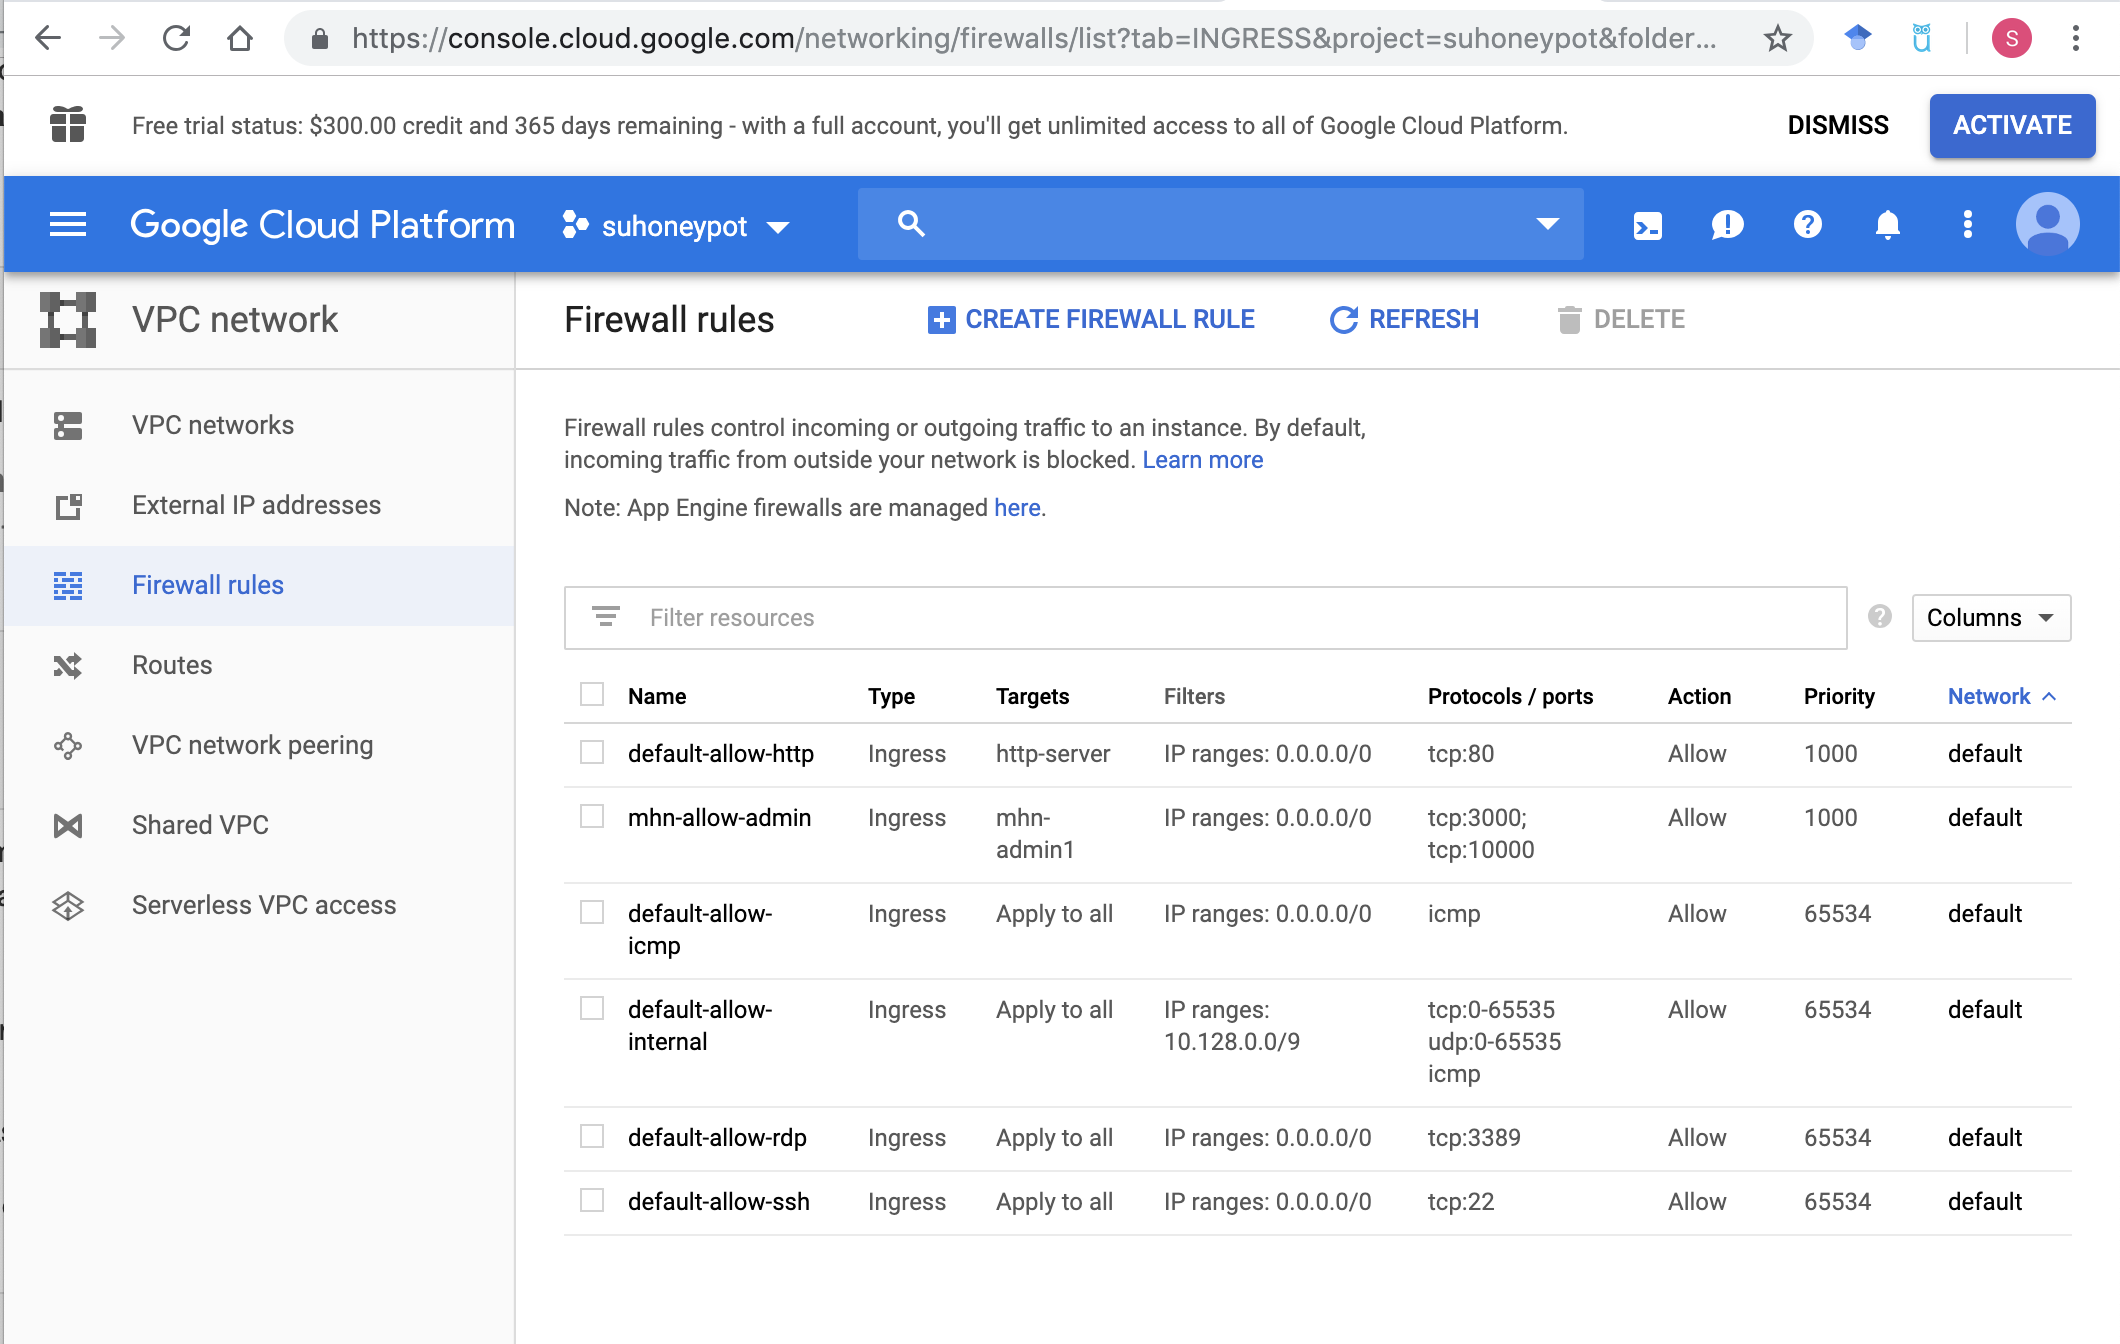 https://console.cloud.google.com/networking/firewalls/list?tab=INGRESS&project=suhoneypot&folder...
S
Free trial status: $300.00 credit and 365 days remaining - with a full account, you'll get unlimited access to all of Google Cloud Platform.
DISMISS
ACTIVATE
Google Cloud Platform
suhoneypot
VPC network
Firewall rules
CREATE FIREWALL RULE
REFRESH
DELETE
VPC networks
External IP addresses
Firewall rules
Routes
VPC network peering
Shared VPC
Serverless VPC access
Firewall rules control incoming or outgoing traffic to an instance. By default,
incoming traffic from outside your network is blocked. Learn more
Note: App Engine firewalls are managed here.
Filter resources
Columns
Name Type Targets Filters Protocols / ports Action Priority Network
default-allow-http Ingress http-server IP ranges: 0.0.0.0/0 tcp:80 Allow 1000 default
mhn-allow-admin Ingress mhn- IP ranges: 0.0.0.0/0 tcp:3000; Allow 1000 default
admin1 tcp:10000
default-allow- Ingress Apply to all IP ranges: 0.0.0.0/0 icmp Allow 65534 default
icmp
default-allow- Ingress Apply to all IP ranges: tcp:0-65535 Allow 65534 default
internal 10.128.0.0/9 udp:0-65535
icmp
default-allow-rdp Ingress Apply to all IP ranges: 0.0.0.0/0 tcp:3389 Allow 65534 default
default-allow-ssh Ingress Apply to all IP ranges: 0.0.0.0/0 tcp:22 Allow 65534 default